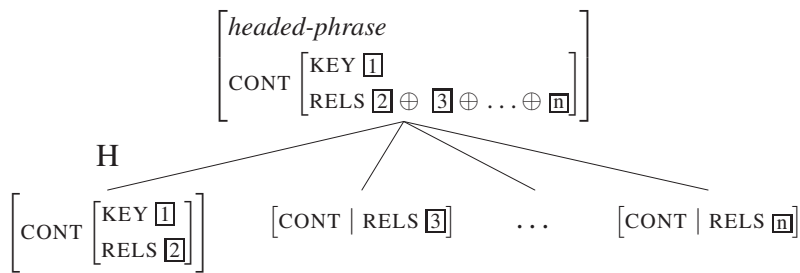 headed-phrase
CONT [KEY 1
RELS 2 ⊕ 3 ⊕ ... ⊕ n]
H
[CONT [KEY 1
RELS 2]]
[CONT | RELS 3]
...
[CONT | RELS n]